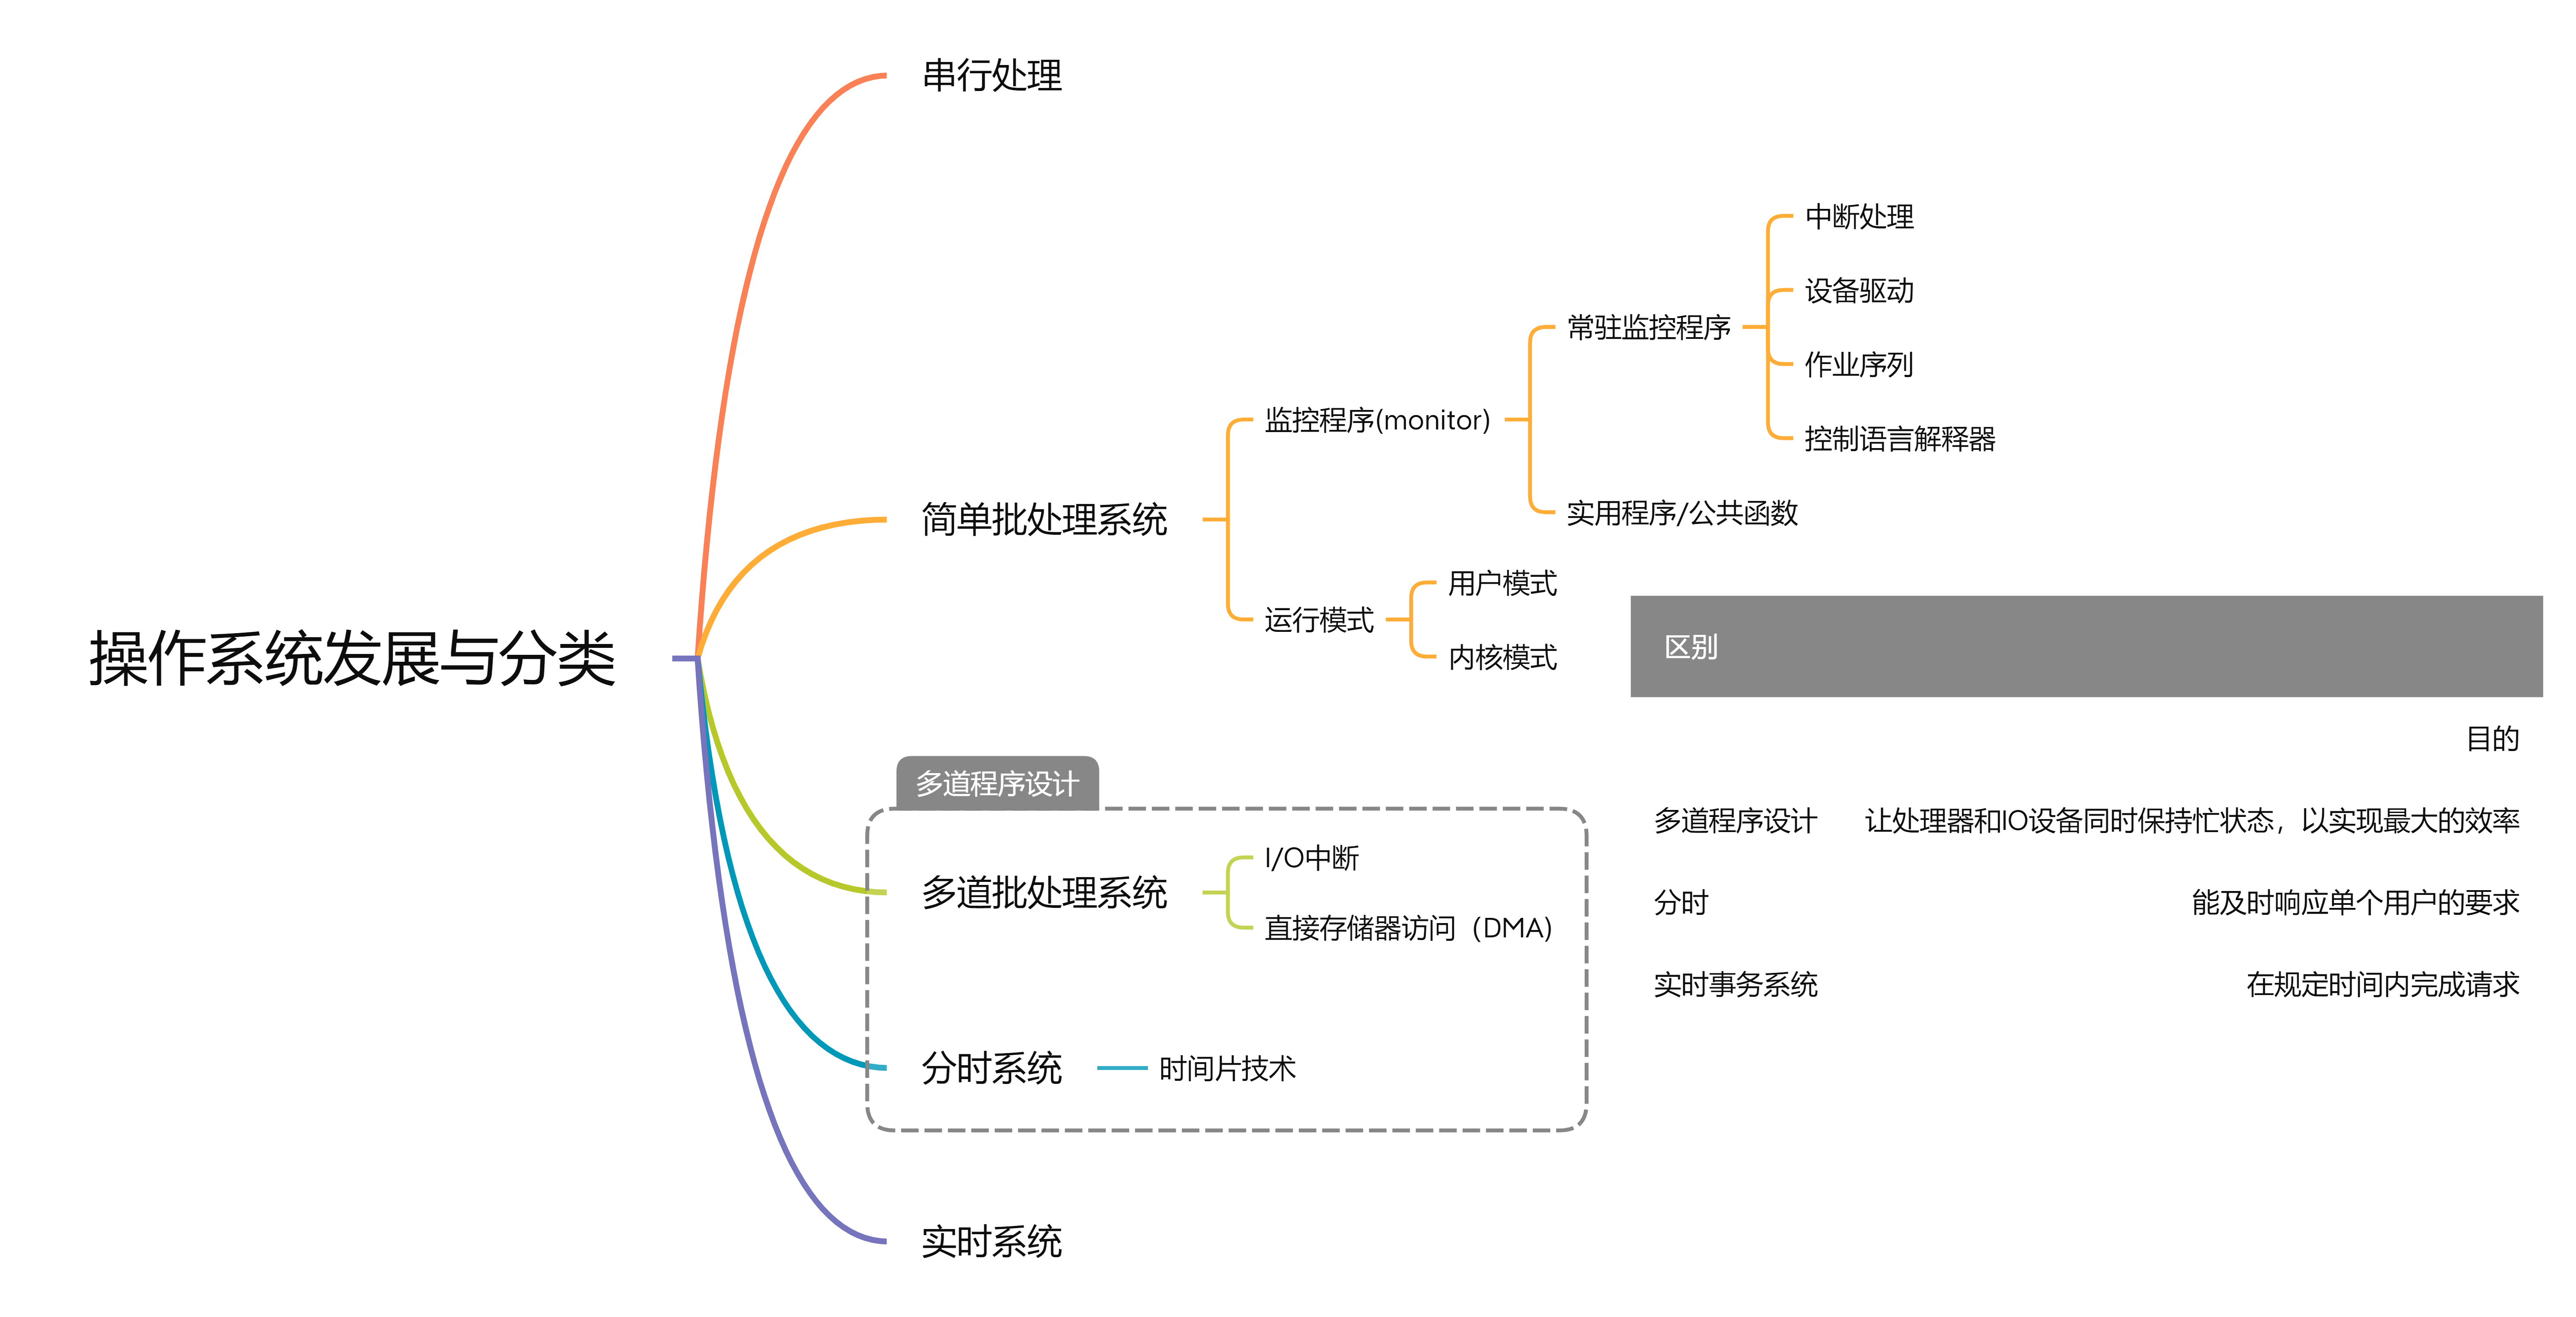 操作系统发展与分类
串行处理
简单批处理系统
监控程序(monitor)
常驻监控程序
中断处理
设备驱动
作业序列
控制语言解释器
实用程序/公共函数
运行模式
用户模式
内核模式
多道程序设计
多道批处理系统
I/O中断
直接存储器访问（DMA)
分时系统
时间片技术
实时系统
区别
目的
多道程序设计 让处理器和IO设备同时保持忙状态，以实现最大的效率
分时 能及时响应单个用户的要求
实时事务系统 在规定时间内完成请求